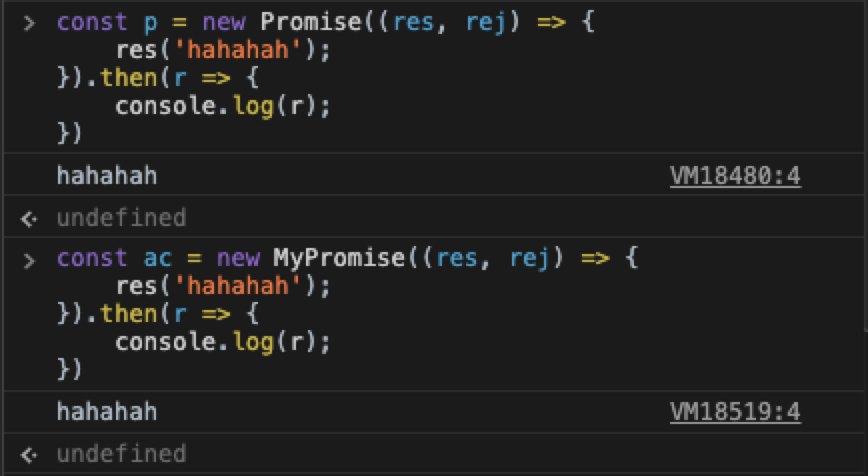 > const p = new Promise((res, rej) => {
    res('hahahah');
}).then(r => {
    console.log(r);
})
hahahah VM18480:4
undefined
> const ac = new MyPromise((res, rej) => {
    res('hahahah');
}).then(r => {
    console.log(r);
})
hahahah VM18519:4
undefined